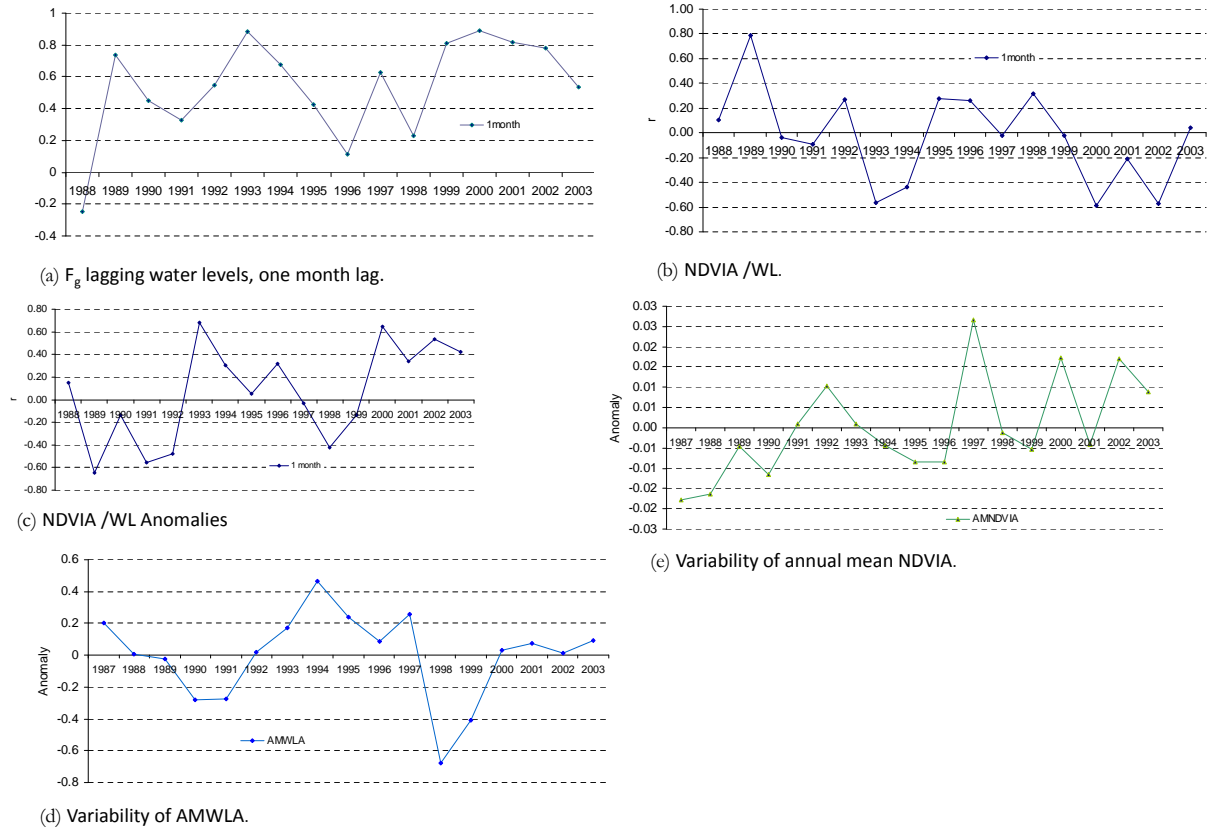 1
0.8
0.6
0.4
0.2
0
-0.2
-0.4
1988 1989 1990 1991 1992 1993 1994 1995 1996 1997 1998 1999 2000 2001 2002 2003
1month
(a) Fg lagging water levels, one month lag.
1.00
0.80
0.60
0.40
0.20
0.00
-0.20
-0.40
-0.60
-0.80
r
1988 1989 1990 1991 1992 1993 1994 1995 1996 1997 1998 1999 2000 2001 2002 2003
1month
(b) NDVIA /WL.
0.80
0.60
0.40
0.20
0.00
-0.20
-0.40
-0.60
-0.80
r
1988 1989 1990 1991 1992 1993 1994 1995 1996 1997 1998 1999 2000 2001 2002 2003
1 month
(c) NDVIA /WL Anomalies
0.03
0.03
0.02
0.01
0.01
0.00
-0.01
-0.01
-0.02
-0.02
-0.03
Anomaly
1987 1988 1989 1990 1991 1992 1993 1994 1995 1996 1997 1998 1999 2000 2001 2002 2003
AMNDVIA
(e) Variability of annual mean NDVIA.
0.6
0.4
0.2
0
-0.2
-0.4
-0.6
-0.8
Anomaly
1987 1988 1989 1990 1991 1992 1993 1994 1995 1996 1997 1998 1999 2000 2001 2002 2003
AMWLA
(d) Variability of AMWLA.